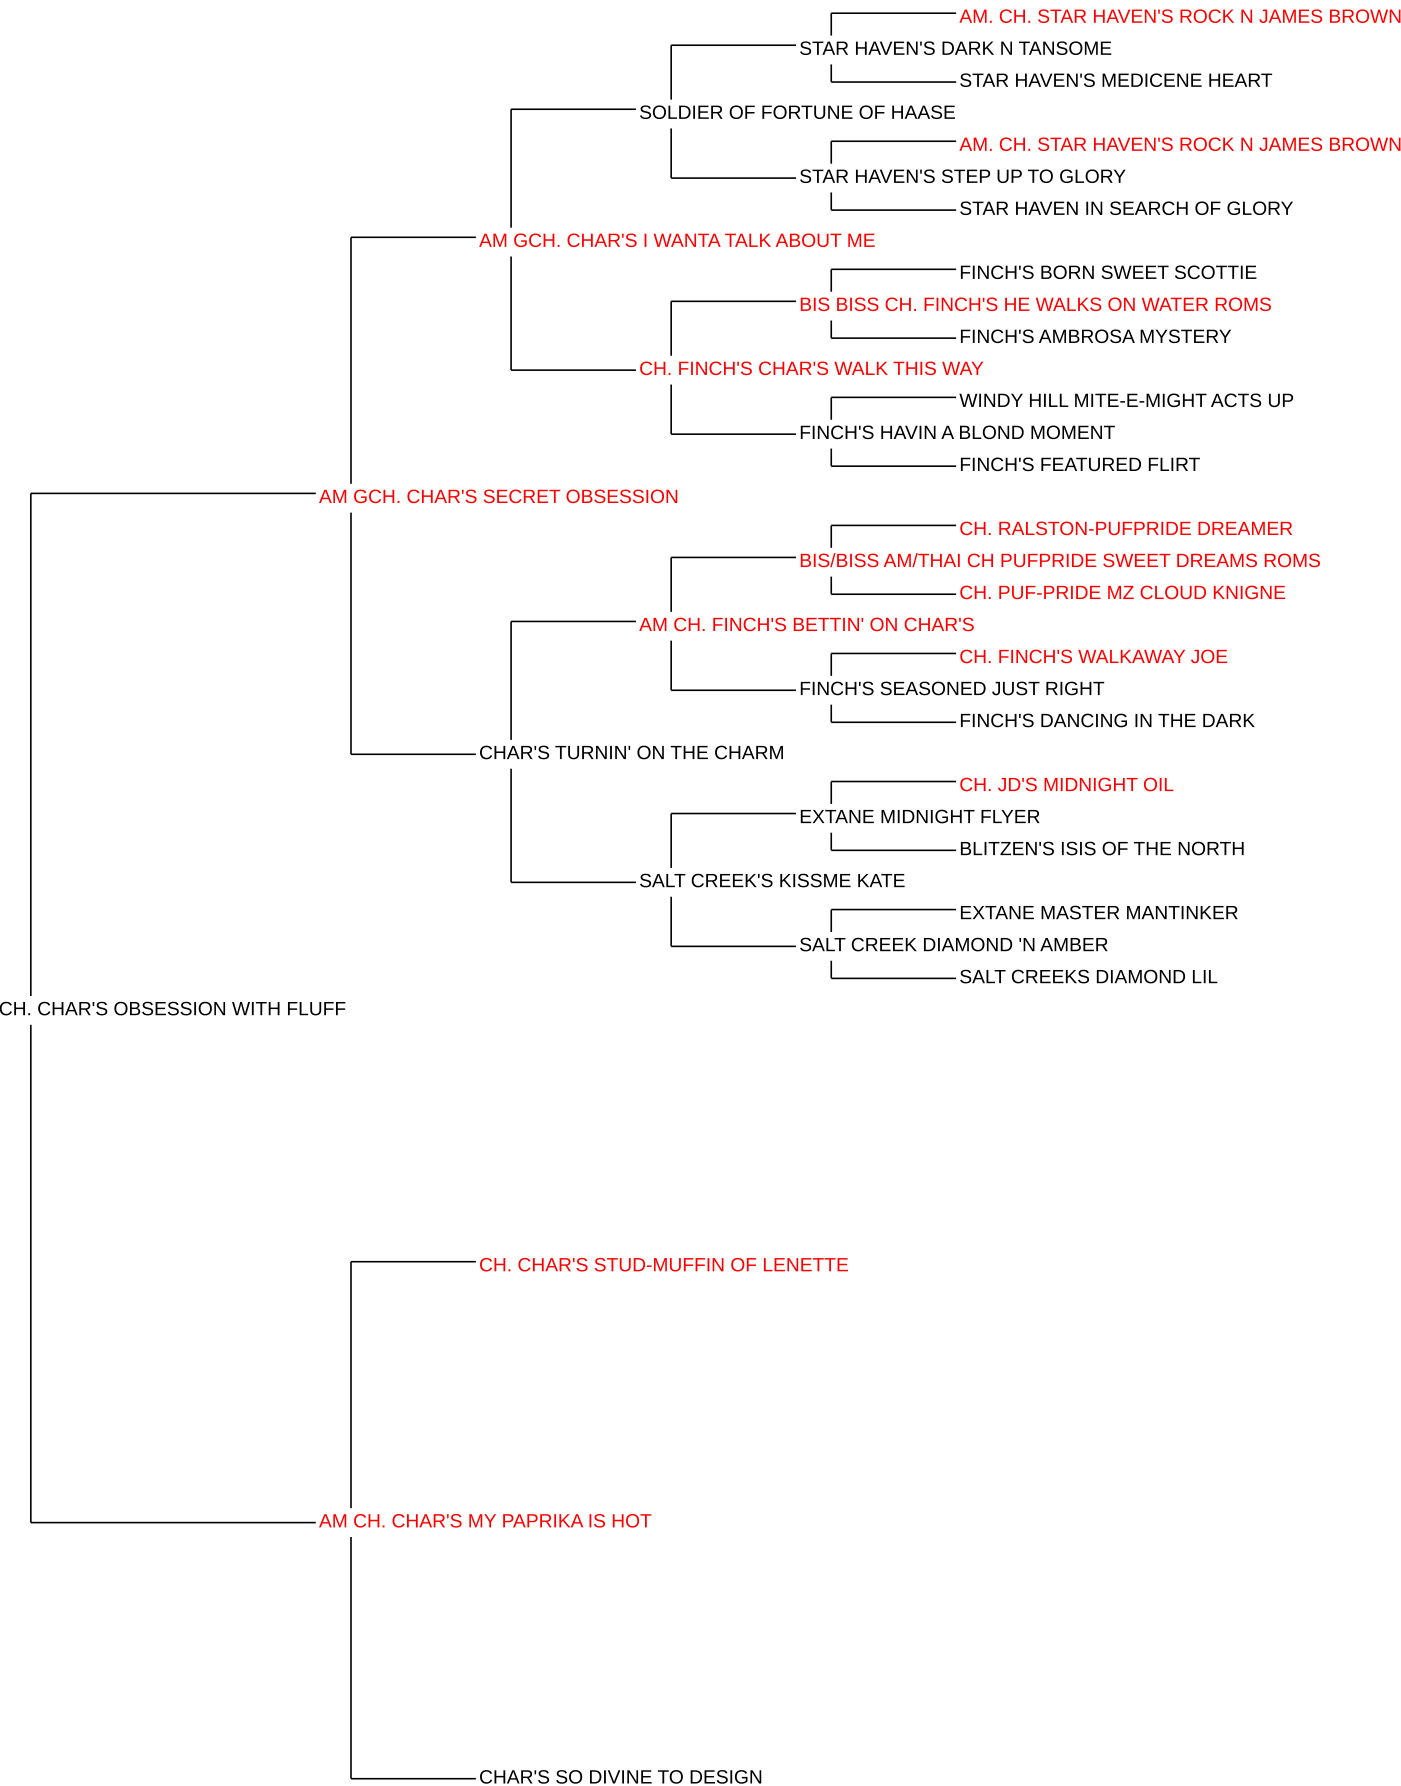 AM. CH. STAR HAVEN'S ROCK N JAMES BROWN
STAR HAVEN'S DARK N TANSOME
STAR HAVEN'S MEDICENE HEART
SOLDIER OF FORTUNE OF HAASE
AM. CH. STAR HAVEN'S ROCK N JAMES BROWN
STAR HAVEN'S STEP UP TO GLORY
STAR HAVEN IN SEARCH OF GLORY
AM GCH. CHAR'S I WANTA TALK ABOUT ME
FINCH'S BORN SWEET SCOTTIE
BIS BISS CH. FINCH'S HE WALKS ON WATER ROMS
FINCH'S AMBROSA MYSTERY
CH. FINCH'S CHAR'S WALK THIS WAY
WINDY HILL MITE-E-MIGHT ACTS UP
FINCH'S HAVIN A BLOND MOMENT
FINCH'S FEATURED FLIRT
AM GCH. CHAR'S SECRET OBSESSION
CH. RALSTON-PUFPRIDE DREAMER
BIS/BISS AM/THAI CH PUFPRIDE SWEET DREAMS ROMS
CH. PUF-PRIDE MZ CLOUD KNIGNE
AM CH. FINCH'S BETTIN' ON CHAR'S
CH. FINCH'S WALKAWAY JOE
FINCH'S SEASONED JUST RIGHT
FINCH'S DANCING IN THE DARK
CHAR'S TURNIN' ON THE CHARM
CH. JD'S MIDNIGHT OIL
EXTANE MIDNIGHT FLYER
BLITZEN'S ISIS OF THE NORTH
SALT CREEK'S KISSME KATE
EXTANE MASTER MANTINKER
SALT CREEK DIAMOND 'N AMBER
SALT CREEKS DIAMOND LIL
CH. CHAR'S OBSESSION WITH FLUFF
CH. CHAR'S STUD-MUFFIN OF LENETTE
AM CH. CHAR'S MY PAPRIKA IS HOT
CHAR'S SO DIVINE TO DESIGN